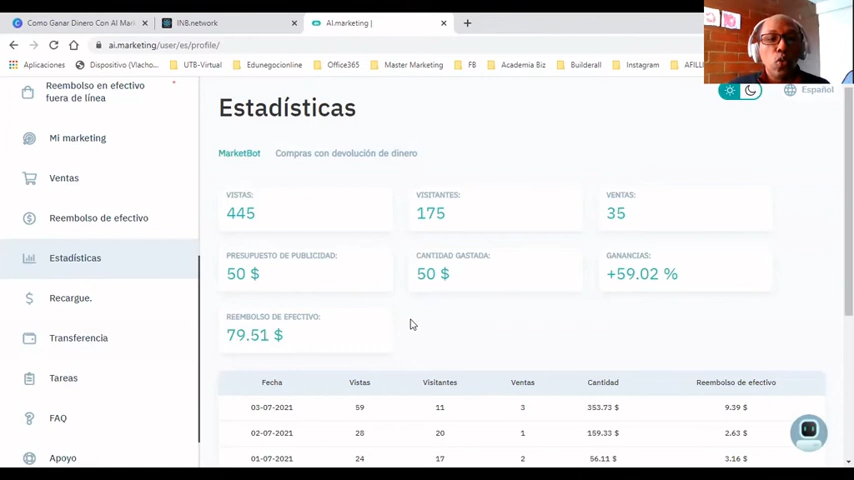 Como Ganar Dinero Con AI Mark
INB.network
AI.marketing |
ai.marketing/user/es/profile/
Aplicaciones
Dispositivo (Viacho...
UTB-Virtual
Edunegocionline
Office365
Master Marketing
FB
Academia Biz
Builderall
Instagram
AFILI
Reembolso en efectivo
fuera de línea
Mi marketing
Ventas
Reembolso de efectivo
Estadísticas
Recargue.
Transferencia
Tareas
FAQ
Apoyo
Español
Estadísticas
MarketBot
Compras con devolución de dinero
VISTAS:
445
VISITANTES:
175
VENTAS:
35
PRESUPUESTO DE PUBLICIDAD:
50 $
CANTIDAD GASTADA:
50 $
GANANCIAS:
+59.02 %
REEMBOLSO DE EFECTIVO:
79.51 $
Fecha Vistas Visitantes Ventas Cantidad Reembolso de efectivo
03-07-2021 59 11 3 353.73 $ 9.39 $
02-07-2021 28 20 1 159.33 $ 2.63 $
01-07-2021 24 17 2 56.11 $ 3.16 $